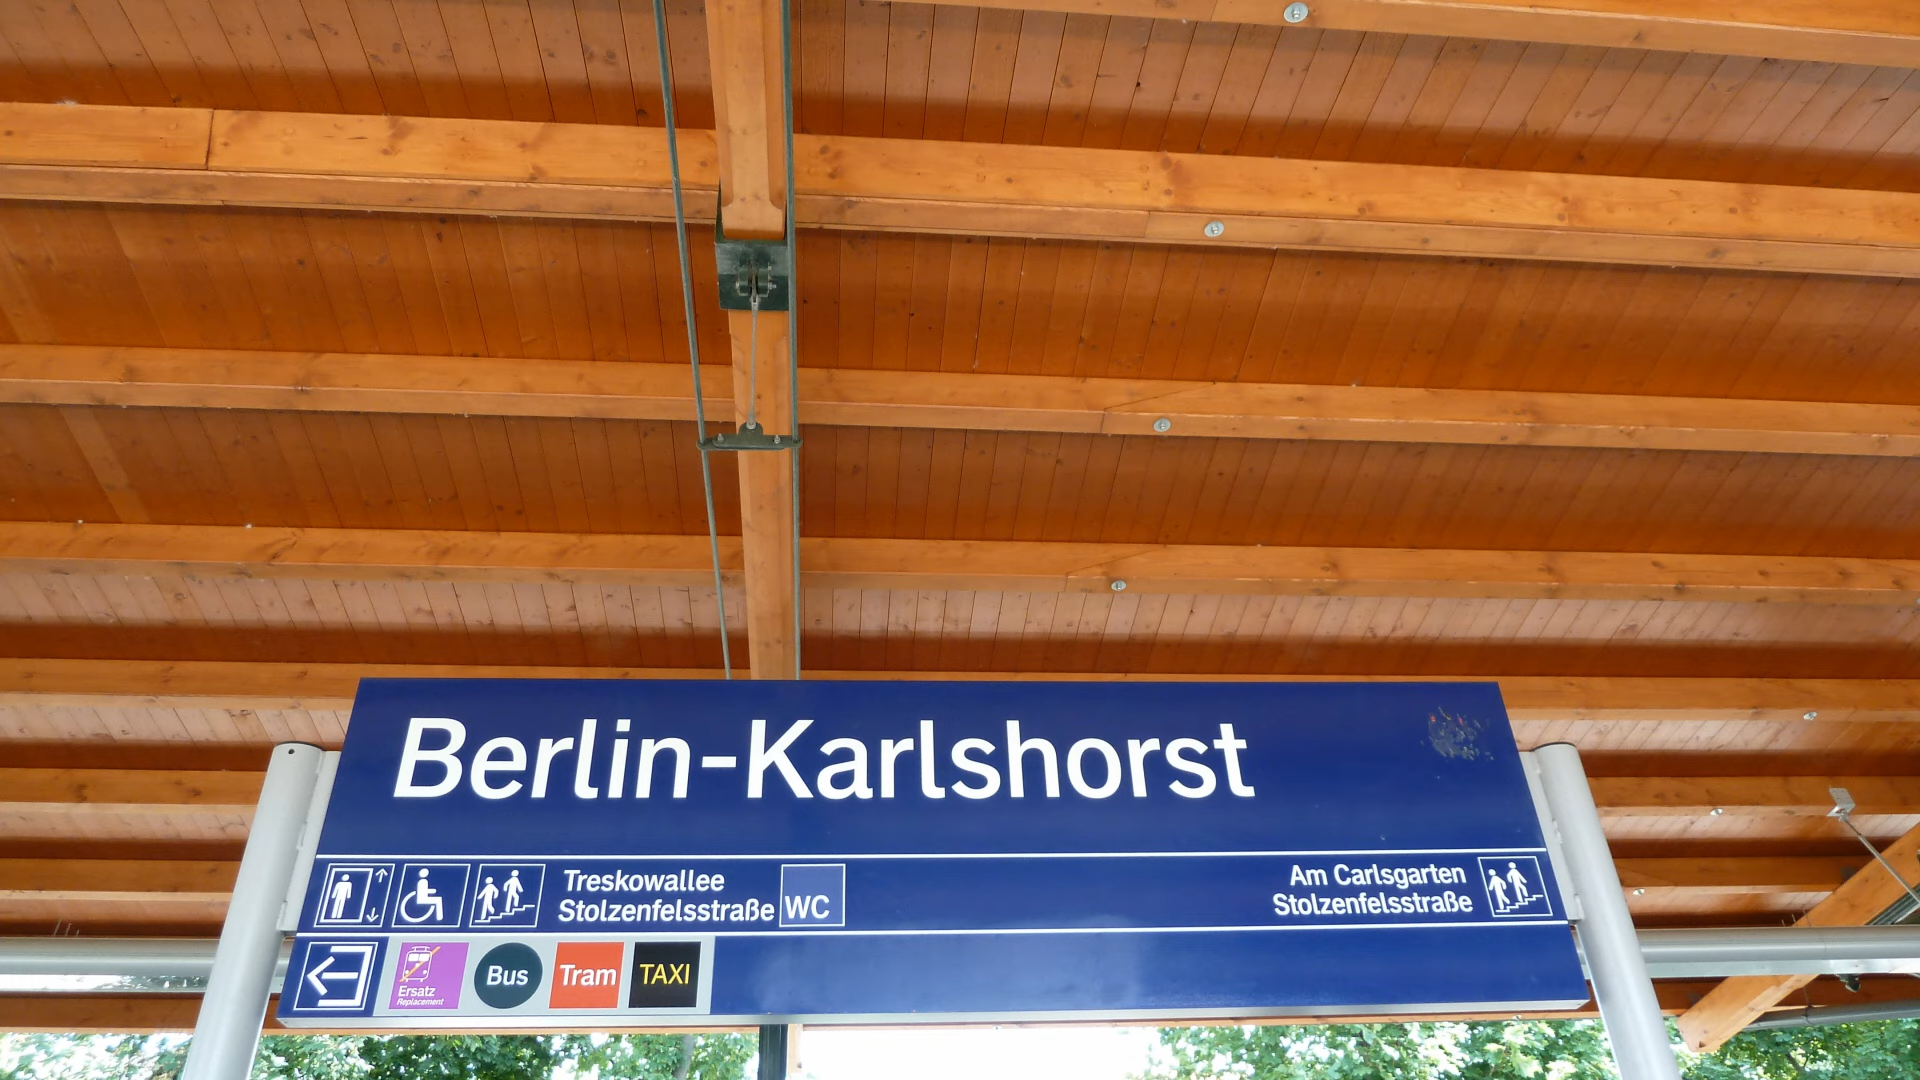 Berlin-Karlshorst
Treskowallee
Stolzenfelsstraße WC
Am Carlsgarten
Stolzenfelsstraße
Ersatz
Replacement
Bus
Tram
TAXI